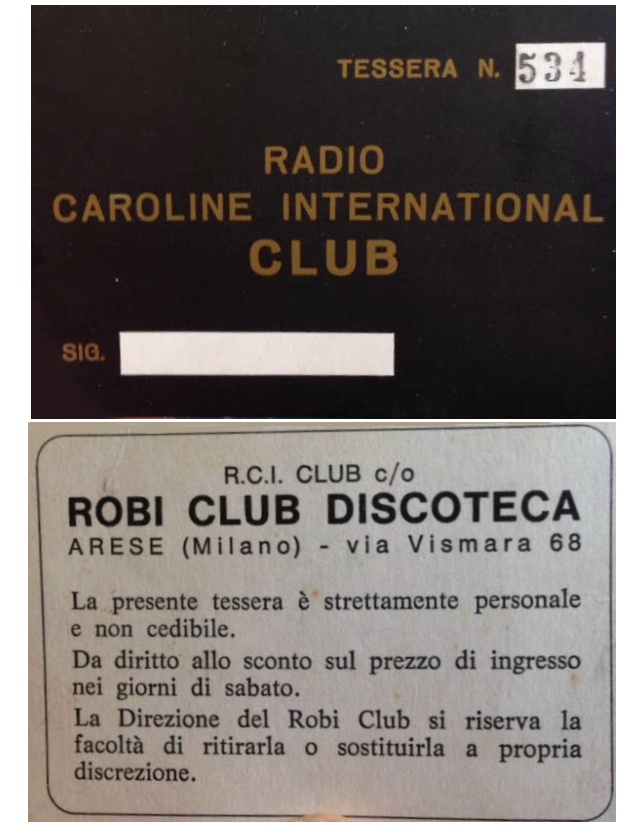 TESSERA N. 534
RADIO
CAROLINE INTERNATIONAL
CLUB
SIG.
R.C.I. CLUB c/o
ROBI CLUB DISCOTECA
ARESE (Milano) - via Vismara 68
La presente tessera è strettamente personale
e non cedibile.
Da diritto allo sconto sul prezzo di ingresso
nei giorni di sabato.
La Direzione del Robi Club si riserva la
facoltà di ritirarla o sostituirla a propria
discrezione.